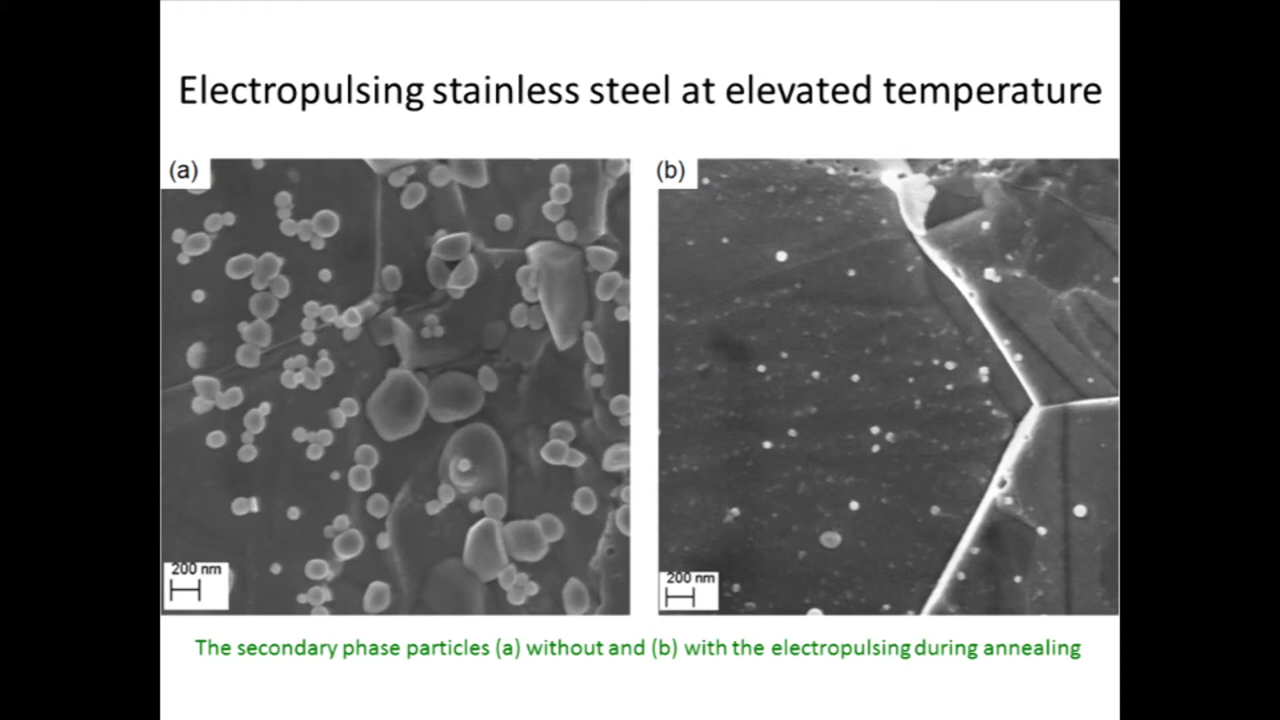 Electropulsing stainless steel at elevated temperature
(a)
(b)
200 nm
200 nm
The secondary phase particles (a) without and (b) with the electropulsing during annealing